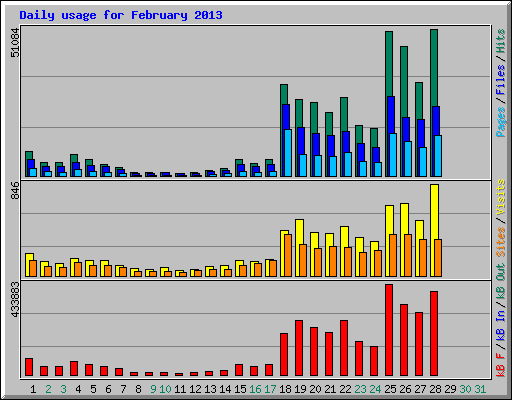 Daily usage for February 2013
51084
Pages / Files / Hits
846
Sites / Visits
433883
kB F / kB In / kB Out
1 2 3 4 5 6 7 8 9 10 11 12 13 14 15 16 17 18 19 20 21 22 23 24 25 26 27 28 29 30 31